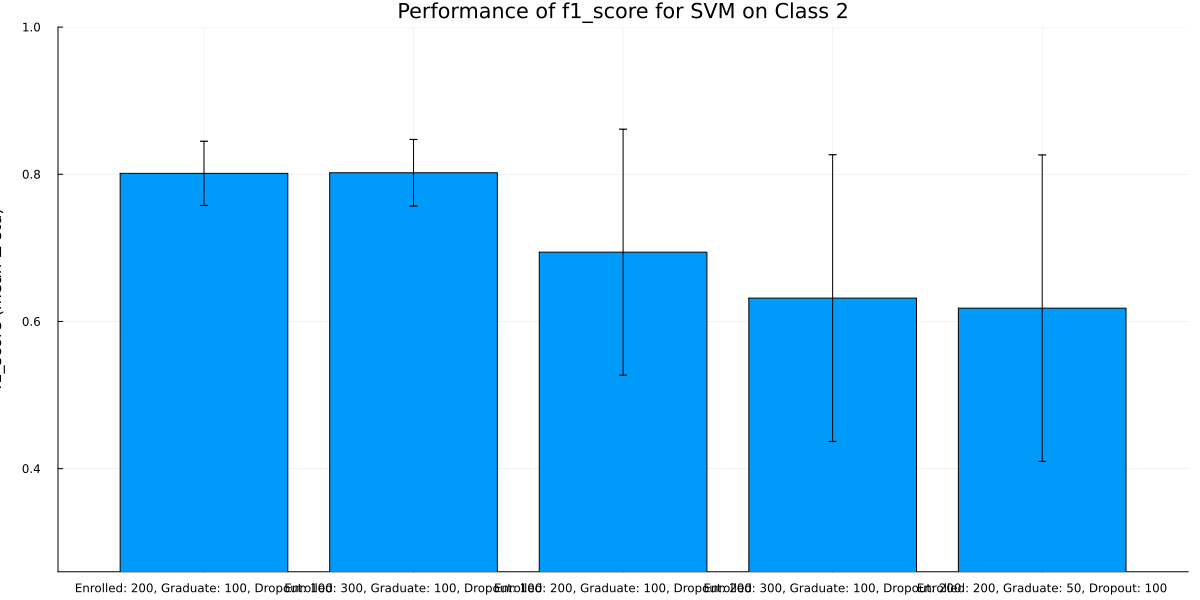 Performance of f1_score for SVM on Class 2
1.0
0.8
0.6
0.4
Enrolled: 200, Graduate: 100, Dropout: 100
Enrolled: 300, Graduate: 100, Dropout: 100
Enrolled: 200, Graduate: 100, Dropout: 200
Enrolled: 300, Graduate: 100, Dropout: 200
Enrolled: 200, Graduate: 50, Dropout: 100